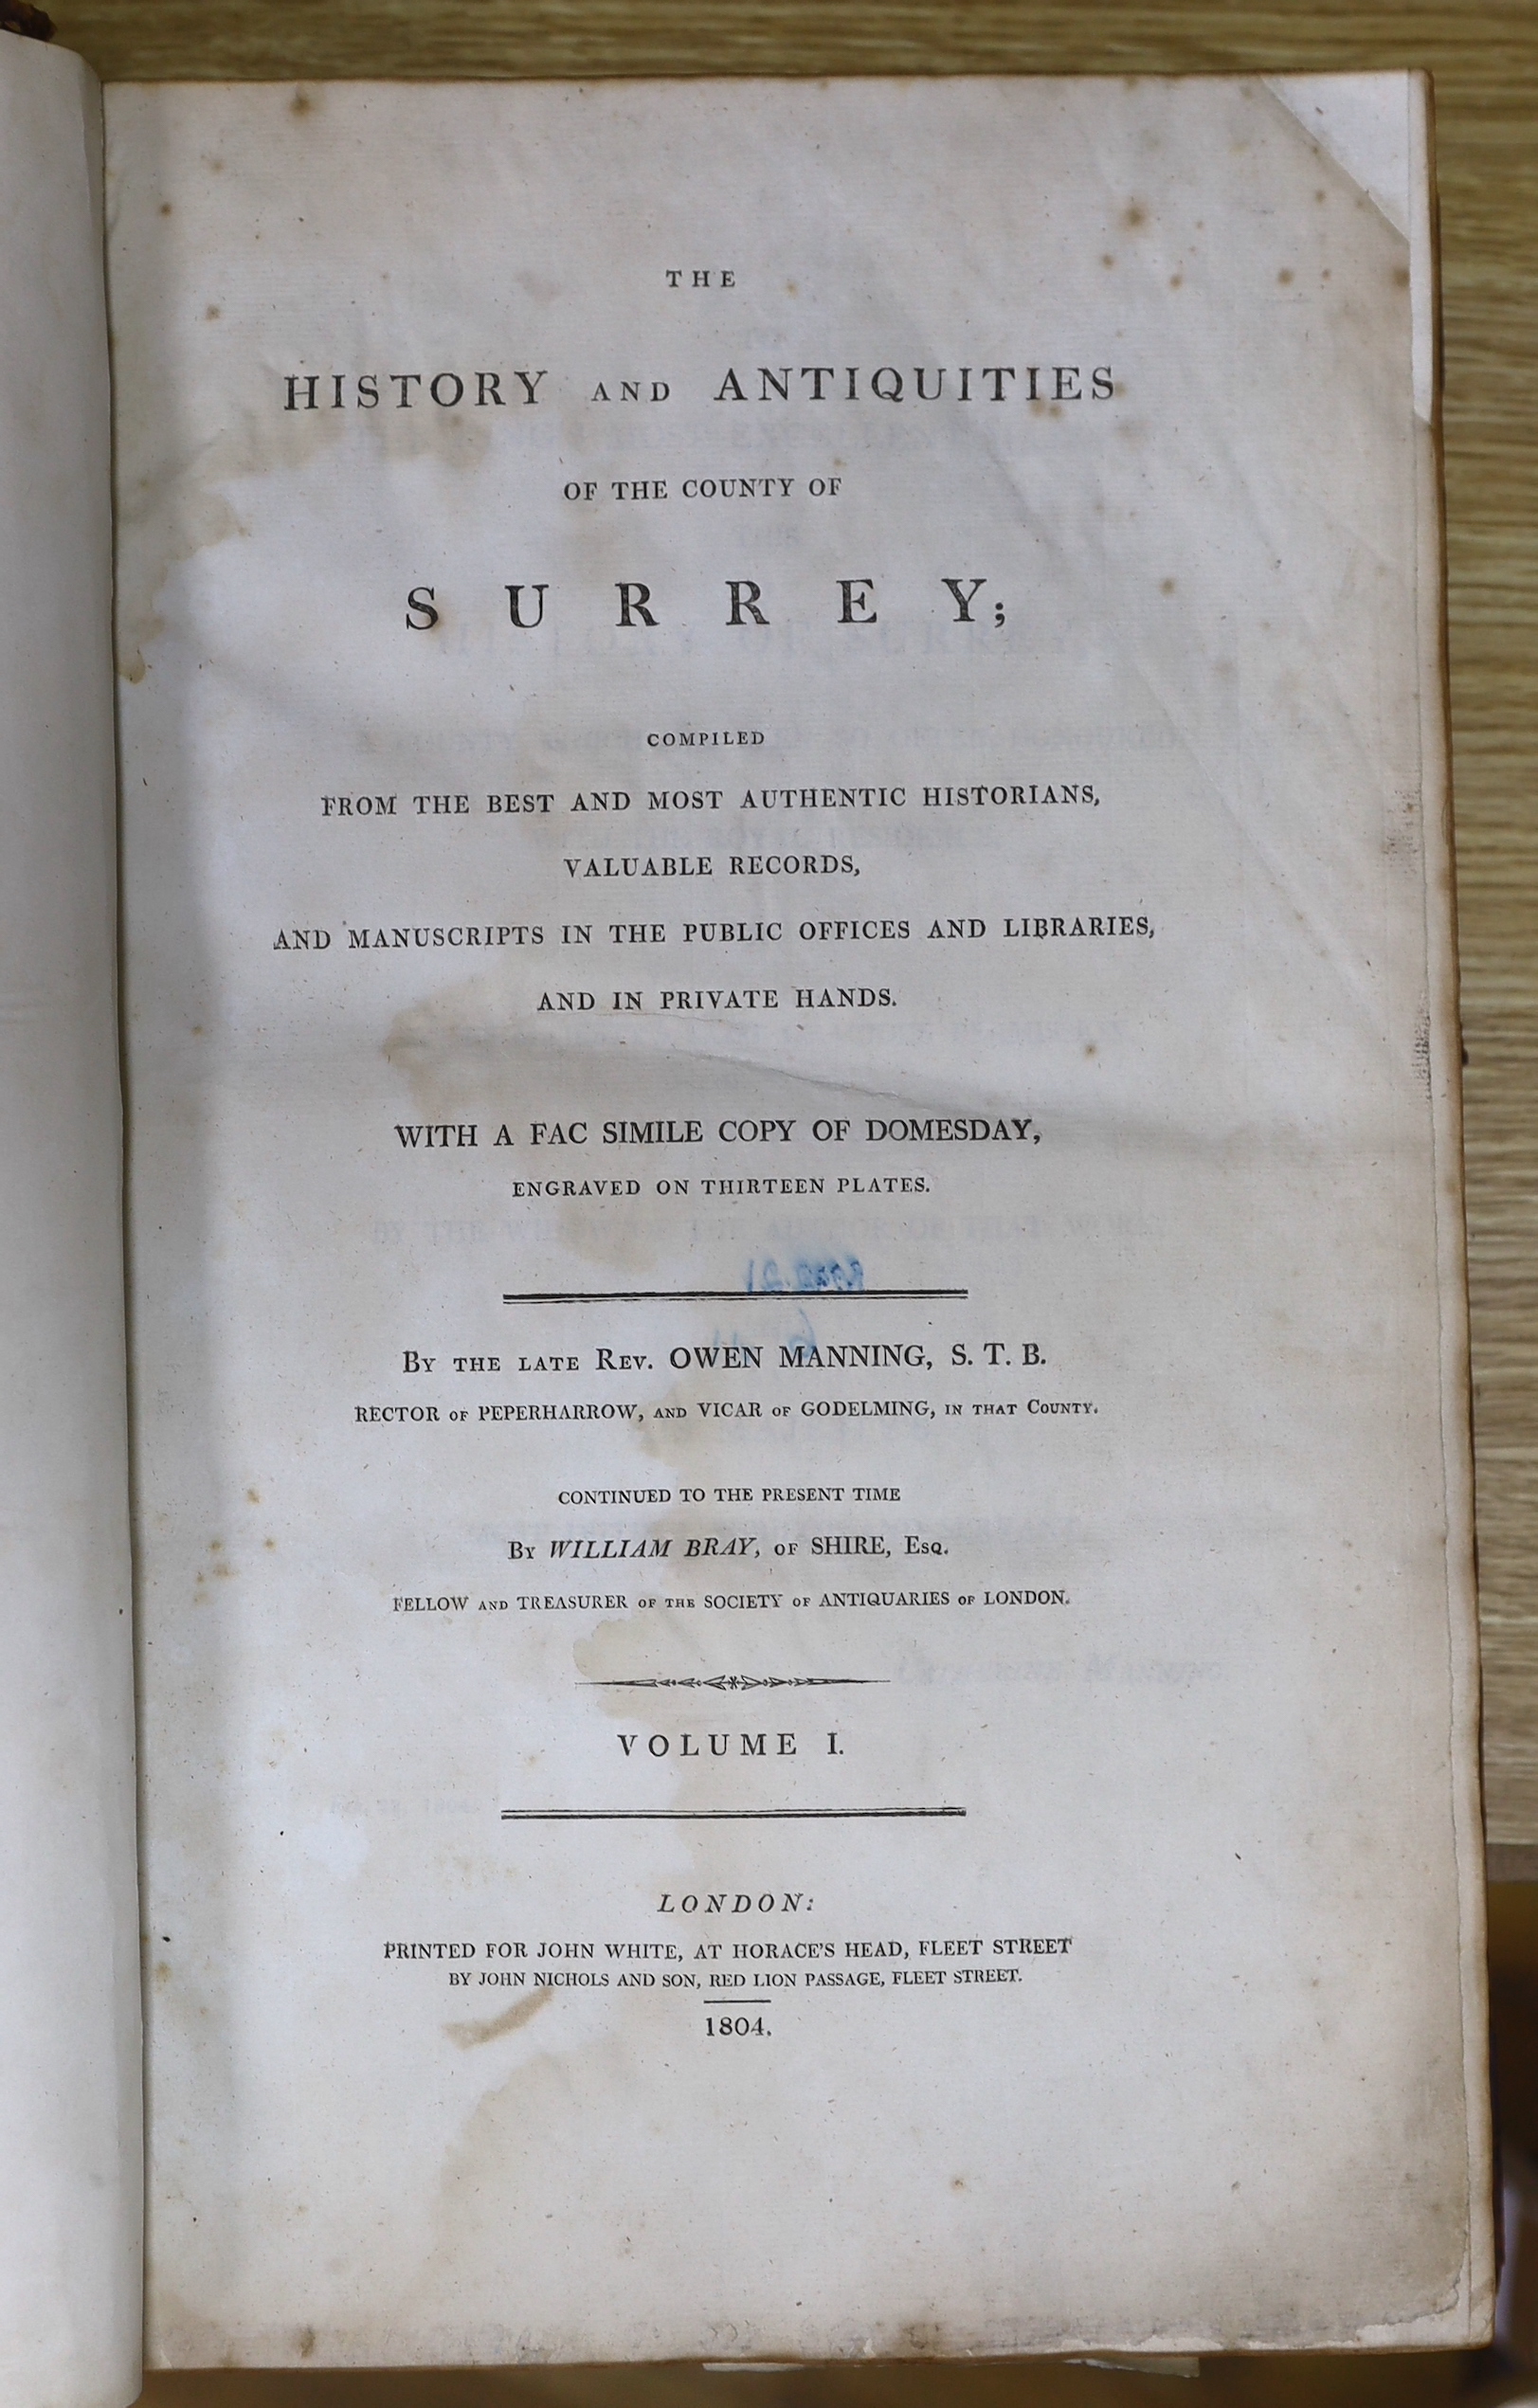 THE
HISTORY AND ANTIQUITIES
OF THE COUNTY OF
SURREY;
COMPILED
FROM THE BEST AND MOST AUTHENTIC HISTORIANS,
VALUABLE RECORDS,
AND MANUSCRIPTS IN THE PUBLIC OFFICES AND LIBRARIES,
AND IN PRIVATE HANDS.
WITH A FAC SIMILE COPY OF DOMESDAY,
ENGRAVED ON THIRTEEN PLATES.
BY THE LATE REV. OWEN MANNING, S. T. B.
RECTOR OF PEPERHARROW, AND VICAR OF GODELMING, IN THAT COUNTY.
CONTINUED TO THE PRESENT TIME
BY WILLIAM BRAY, OF SHIRE, ESQ.
FELLOW AND TREASURER OF THE SOCIETY OF ANTIQUARIES OF LONDON.
VOLUME I.
LONDON:
PRINTED FOR JOHN WHITE, AT HORACE'S HEAD, FLEET STREET
BY JOHN NICHOLS AND SON, RED LION PASSAGE, FLEET STREET.
1804.